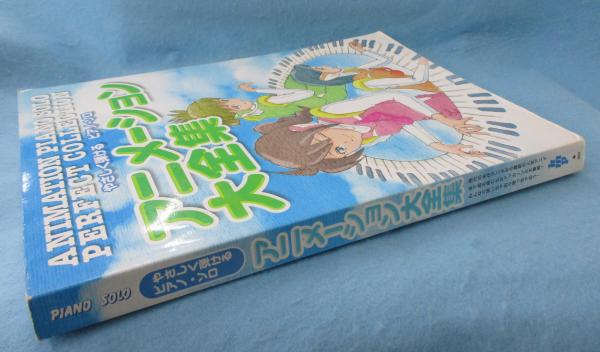 ANIMATION PIANO SOLO
PERFECT COLLECTION
やさしく弾ける ピアノ・ソロ
アニメーション
大全集
PIANO SOLO
やさしく弾ける
ピアノ・ソロ
アニメーション大全集